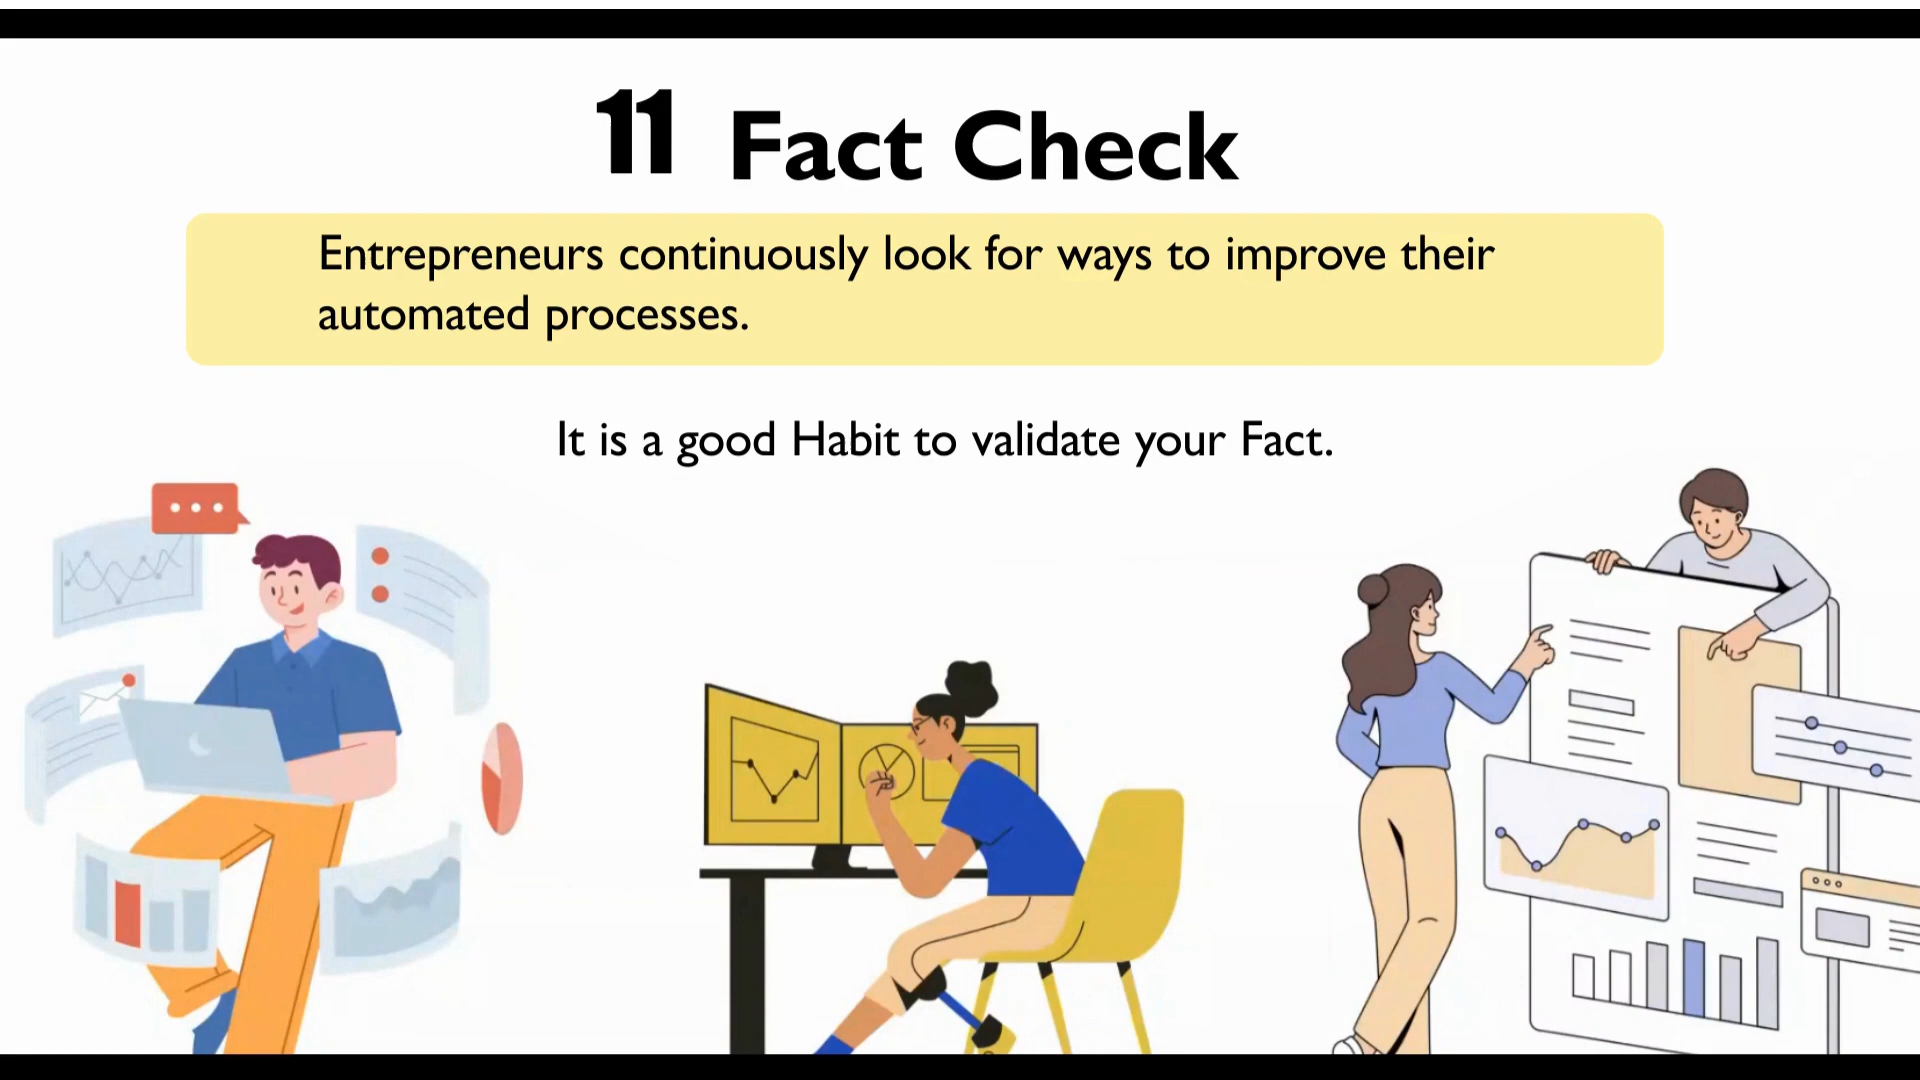 11 Fact Check
Entrepreneurs continuously look for ways to improve their
automated processes.
It is a good Habit to validate your Fact.